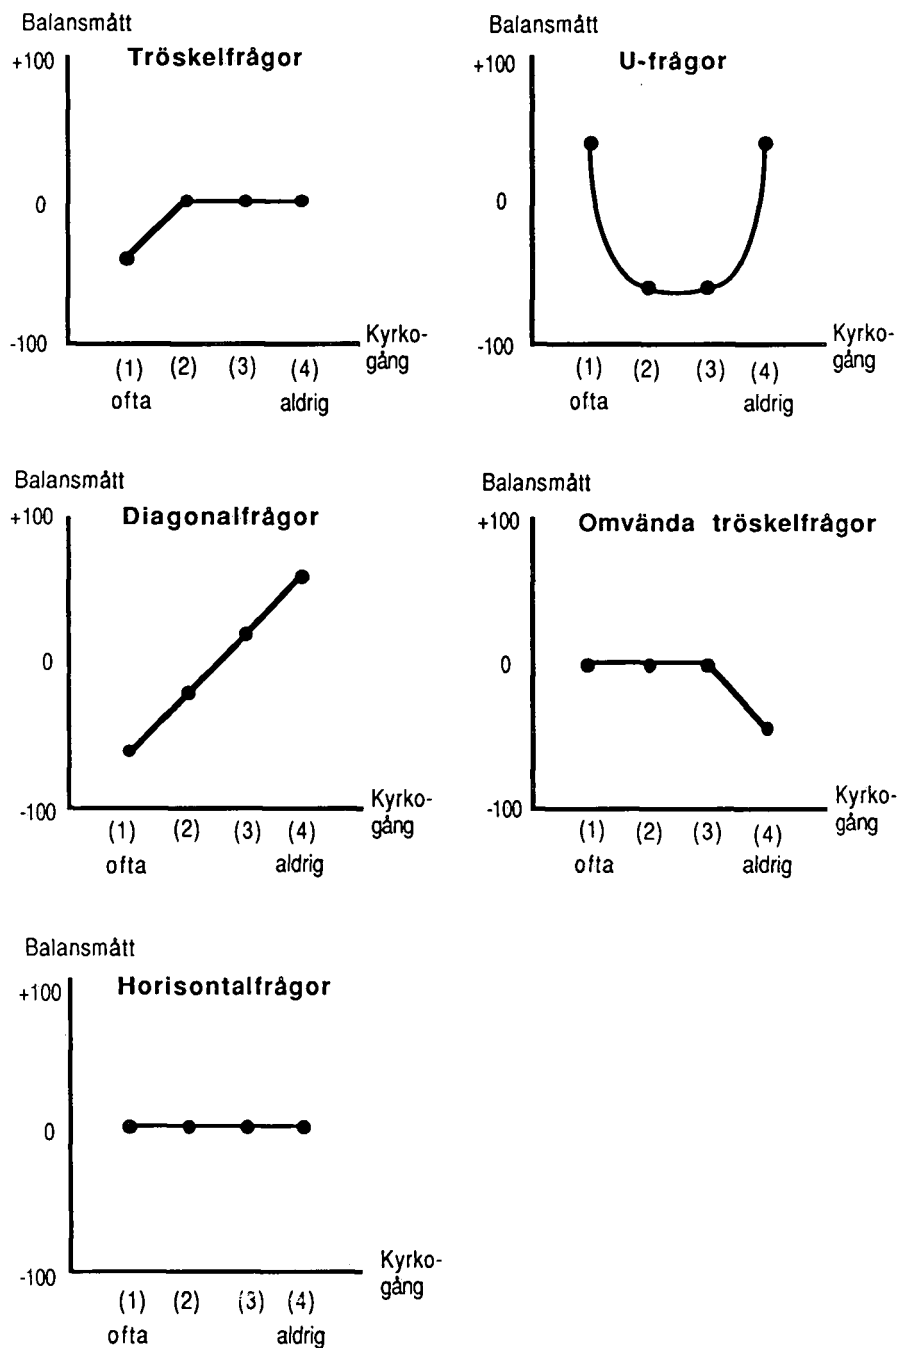 Balansmått
+100
Tröskelfrågor
0
-100
Kyrko-
gång
(1) (2) (3) (4)
ofta aldrig
Balansmått
+100
U-frågor
0
-100
Kyrko-
gång
(1) (2) (3) (4)
ofta aldrig
Balansmått
+100
Diagonalfrågor
0
-100
Kyrko-
gång
(1) (2) (3) (4)
ofta aldrig
Balansmått
+100
Omvända tröskelfrågor
0
-100
Kyrko-
gång
(1) (2) (3) (4)
ofta aldrig
Balansmått
+100
Horisontalfrågor
0
-100
Kyrko-
gång
(1) (2) (3) (4)
ofta aldrig